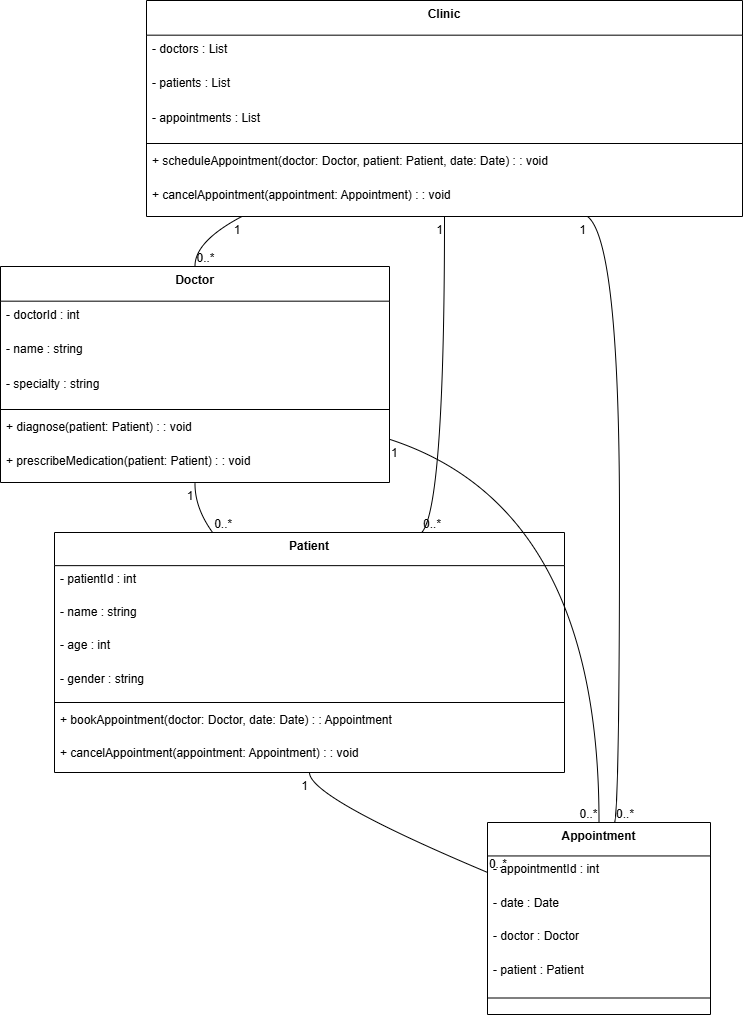 Clinic
- doctors : List
- patients : List
- appointments : List
+ scheduleAppointment(doctor: Doctor, patient: Patient, date: Date) : : void
+ cancelAppointment(appointment: Appointment) : : void
1
1
1
0..*
Doctor
- doctorId : int
- name : string
- specialty : string
+ diagnose(patient: Patient) : : void
+ prescribeMedication(patient: Patient) : : void
1
1
0..*
0..*
Patient
- patientId : int
- name : string
- age : int
- gender : string
+ bookAppointment(doctor: Doctor, date: Date) : : Appointment
+ cancelAppointment(appointment: Appointment) : : void
1
0..*
0..*
Appointment
0..*
- appointmentId : int
- date : Date
- doctor : Doctor
- patient : Patient